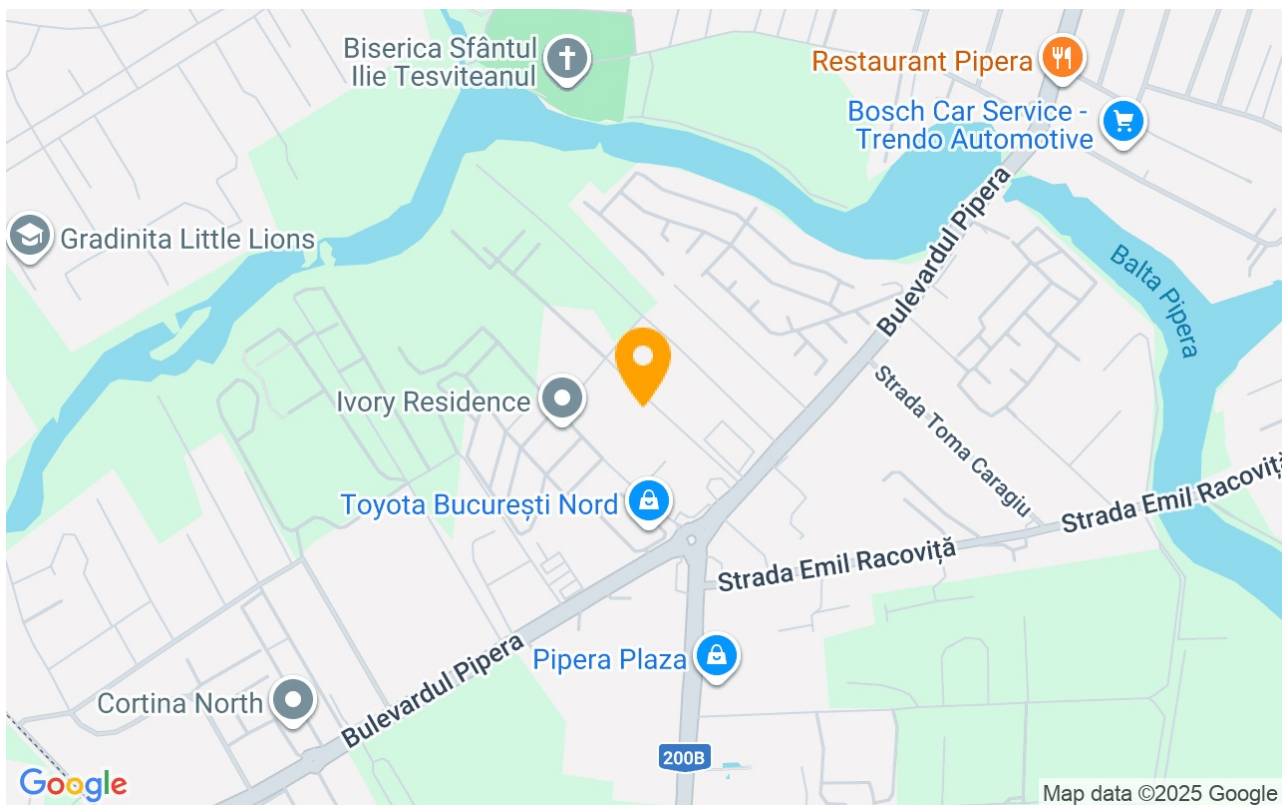 Biserica Sfântul
Ilie Tesviteanul
Restaurant Pipera
Bosch Car Service -
Trendo Automotive
Gradinita Little Lions
Bulevardul Pipera
Balta Pipera
Ivory Residence
Strada Toma Caragiu
Toyota București Nord
Strada Emil Racoviță
Strada Emil Racoviță
Bulevardul Pipera
Pipera Plaza
Cortina North
200B
Google
Map data ©2025 Google